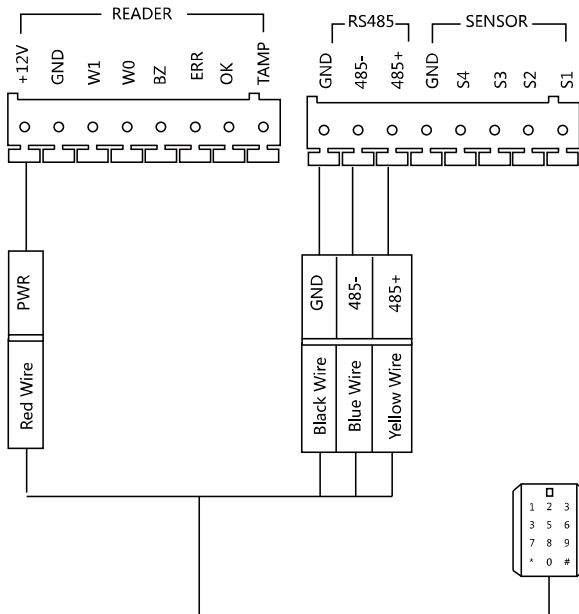 READER
RS485
SENSOR
+12V
GND
W1
W0
BZ
ERR
OK
TAMP
GND
485-
485+
GND
S4
S3
S2
S1
PWR
GND
485-
485+
Red Wire
Black Wire
Blue Wire
Yellow Wire
1 2 3
3 5 6
7 8 9
* 0 #